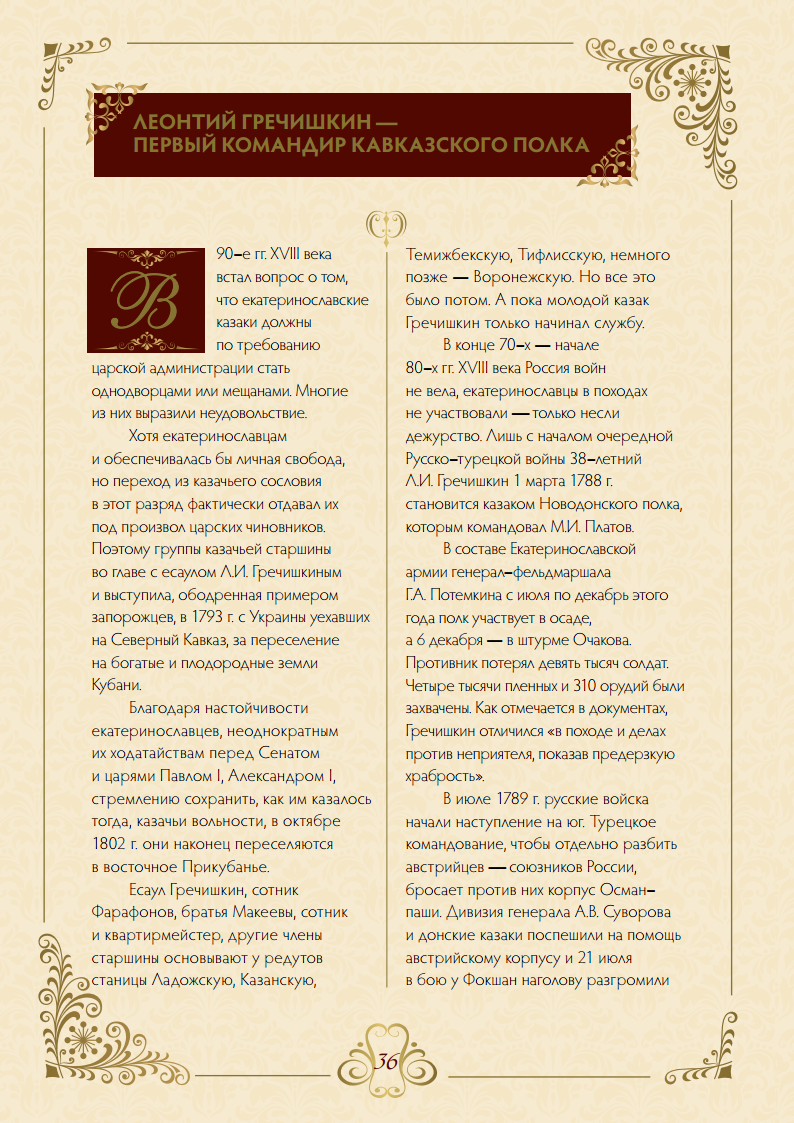 ЛЕОНТИЙ ГРЕЧИШКИН —
ПЕРВЫЙ КОМАНДИР КАВКАЗСКОГО ПОЛКА
В
90–е гг. XVIII века
встал вопрос о том,
что екатеринославские
казаки должны
по требованию
царской администрации стать
однодворцами или мещанами. Многие
из них выразили неудовольствие.
Хотя екатеринославцам
и обеспечивалась бы личная свобода,
но переход из казачьего сословия
в этот разряд фактически отдавал их
под произвол царских чиновников.
Поэтому группы казачьей старшины
во главе с есаулом Л.И. Гречишкиным
и выступила, ободренная примером
запорожцев, в 1793 г. с Украины уехавших
на Северный Кавказ, за переселение
на богатые и плодородные земли
Кубани.
Благодаря настойчивости
екатеринославцев, неоднократным
их ходатайствам перед Сенатом
и царями Павлом I, Александром I,
стремлению сохранить, как им казалось
тогда, казачьи вольности, в октябре
1802 г. они наконец переселяются
в восточное Прикубанье.
Есаул Гречишкин, сотник
Фарафонов, братья Макеевы, сотник
и квартирмейстер, другие члены
старшины основывают у редутов
станицы Ладожскую, Казанскую,
Темижбекскую, Тифлисскую, немного
позже — Воронежскую. Но все это
было потом. А пока молодой казак
Гречишкин только начинал службу.
В конце 70–х — начале
80–х гг. XVIII века Россия войн
не вела, екатеринославцы в походах
не участвовали — только несли
дежурство. Лишь с началом очередной
Русско–турецкой войны 38–летний
Л.И. Гречишкин 1 марта 1788 г.
становится казаком Новодонского полка,
которым командовал М.И. Платов.
В составе Екатеринославской
армии генерал–фельдмаршала
Г.А. Потемкина с июля по декабрь этого
года полк участвует в осаде,
а 6 декабря — в штурме Очакова.
Противник потерял девять тысяч солдат.
Четыре тысячи пленных и 310 орудий были
захвачены. Как отмечается в документах,
Гречишкин отличился «в походе и делах
против неприятеля, показав предерзкую
храбрость».
В июле 1789 г. русские войска
начали наступление на юг. Турецкое
командование, чтобы отдельно разбить
австрийцев — союзников России,
бросает против них корпус Осман–
паши. Дивизия генерала А.В. Суворова
и донские казаки поспешили на помощь
австрийскому корпусу и 21 июля
в бою у Фокшан наголову разгромили
36